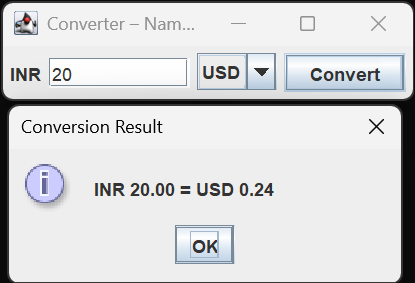 Converter – Nam...
INR 20 USD Convert
Conversion Result
i
INR 20.00 = USD 0.24
OK